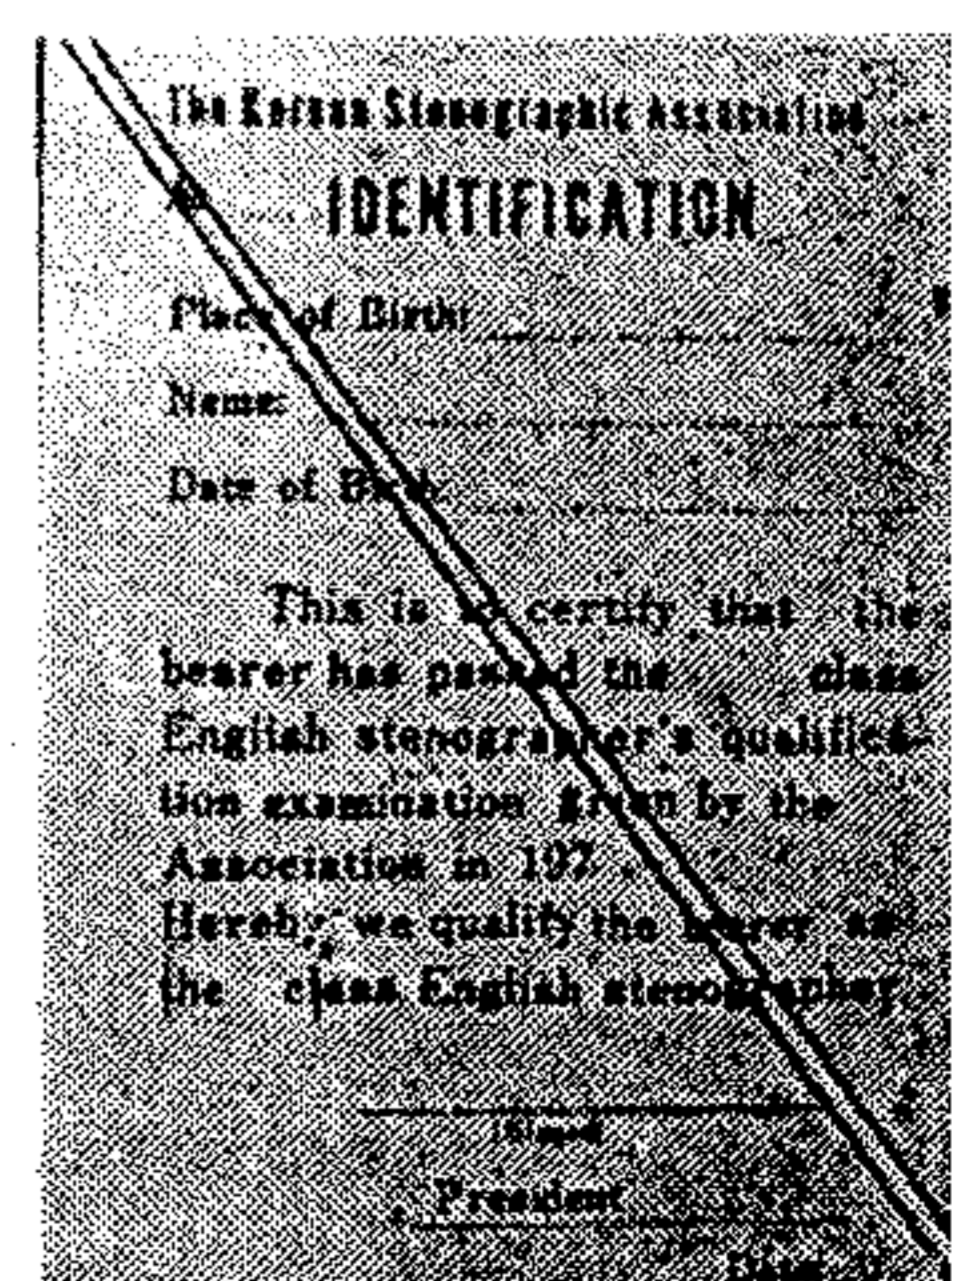 The Korean Stenographic Association
IDENTIFICATION
Place of Birth:
Name:
Date of Birth
This is to certify that the
bearer has passed the class
English stenographer's qualifica-
tion examination given by the
Association in 197 .
Hereby we qualify the bearer as
the class English stenographer
Signed
President